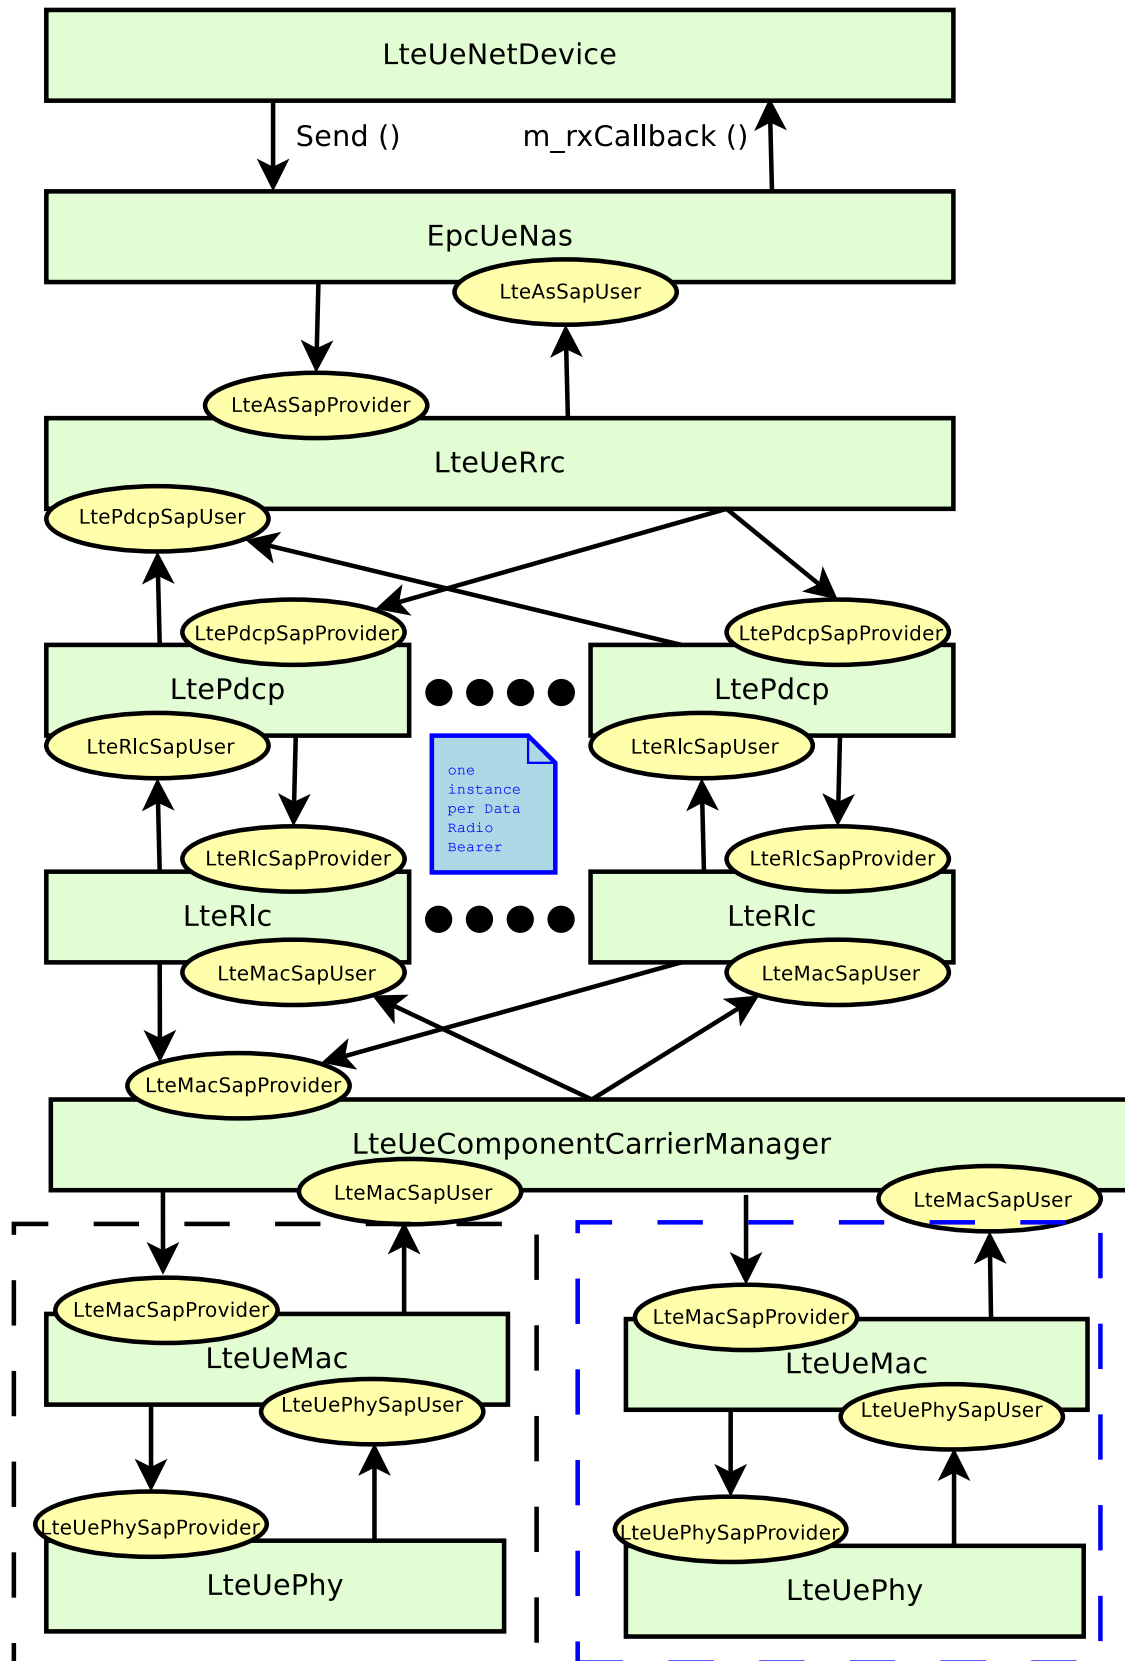 LteUeNetDevice
Send ()
m_rxCallback ()
EpcUeNas
LteAsSapUser
LteAsSapProvider
LteUeRrc
LtePdcpSapUser
LtePdcpSapProvider
LtePdcpSapProvider
LtePdcp
LtePdcp
LteRlcSapUser
LteRlcSapUser
one
instance
per Data
Radio
Bearer
LteRlcSapProvider
LteRlcSapProvider
LteRlc
LteRlc
LteMacSapUser
LteMacSapUser
LteMacSapProvider
LteUeComponentCarrierManager
LteMacSapUser
LteMacSapUser
LteMacSapProvider
LteMacSapProvider
LteUeMac
LteUeMac
LteUePhySapUser
LteUePhySapUser
LteUePhySapProvider
LteUePhySapProvider
LteUePhy
LteUePhy